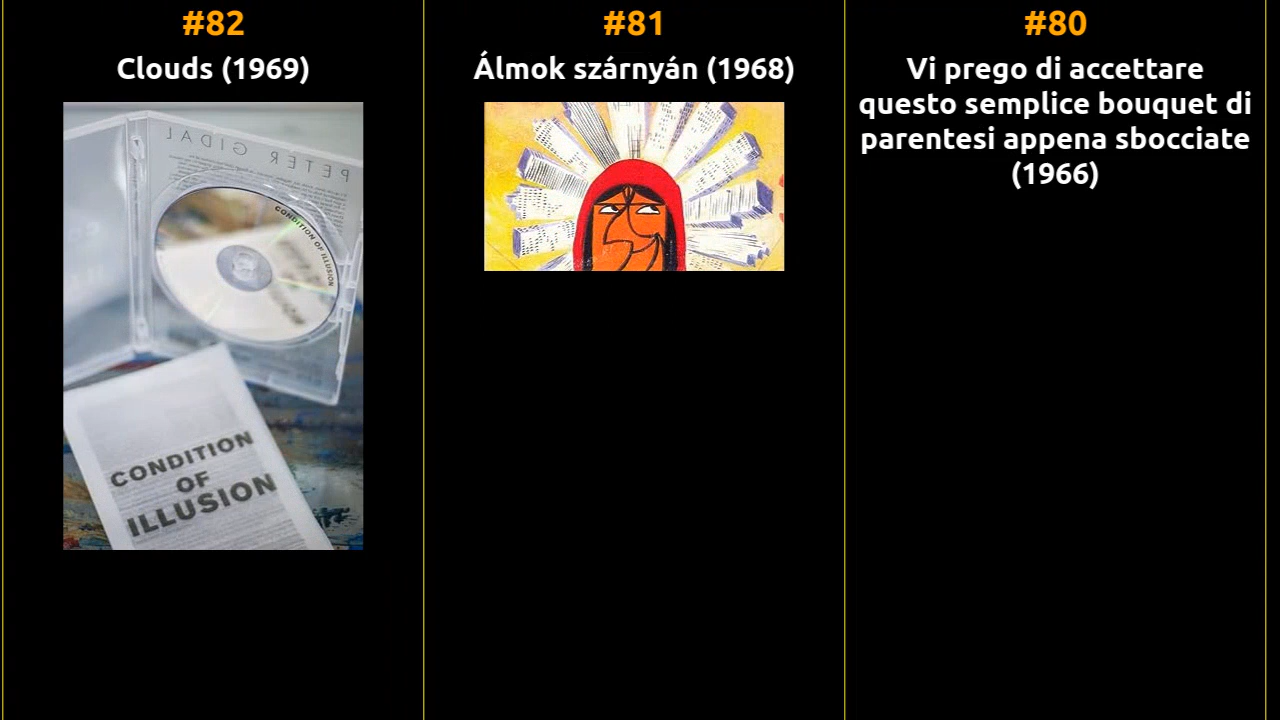 #82
Clouds (1969)
PETER GIDAL
CONDITION OF ILLUSION
CONDITION
OF
ILLUSION
#81
Álmok szárnyán (1968)
#80
Vi prego di accettare
questo semplice bouquet di
parentesi appena sbocciate
(1966)